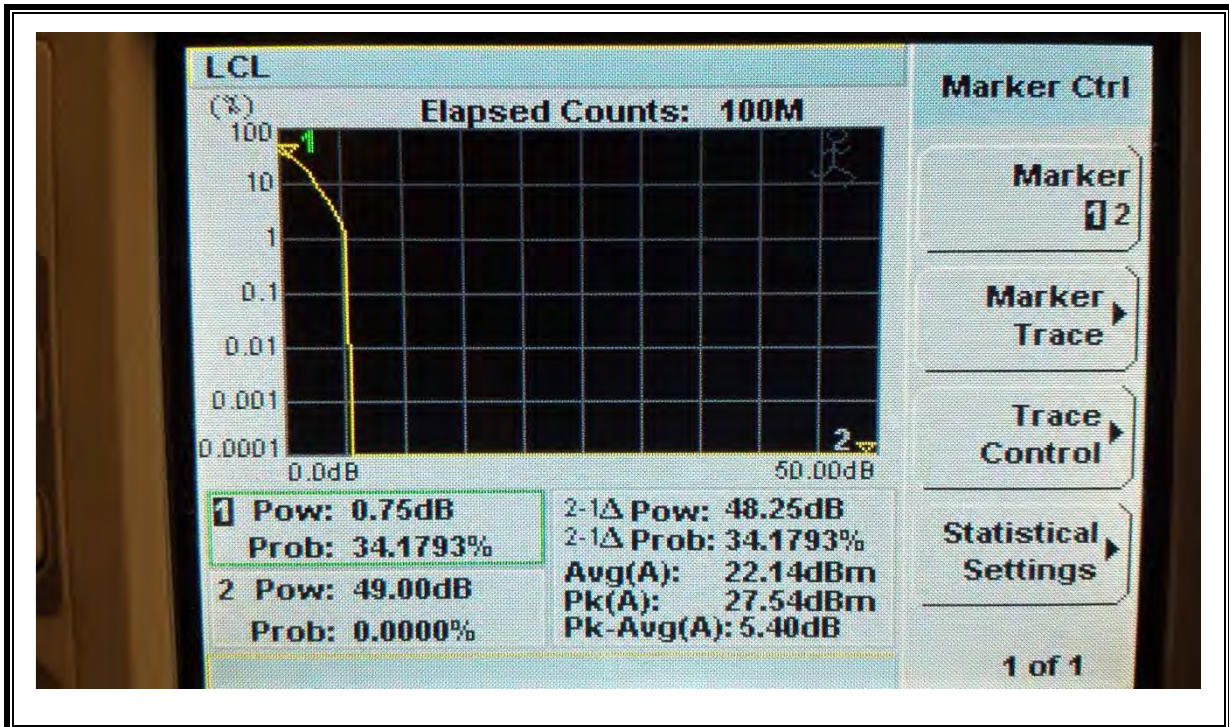 LCL
(%)
Elapsed Counts: 100M
100
1
10
1
0.1
0.01
0.001
0.0001
2
0.0dB
50.00dB
1 Pow: 0.75dB
Prob: 34.1793%
2 Pow: 49.00dB
Prob: 0.0000%
2-1Δ Pow: 48.25dB
2-1Δ Prob: 34.1793%
Avg(A): 22.14dBm
Pk(A): 27.54dBm
Pk-Avg(A): 5.40dB
Marker Ctrl
Marker
1 2
Marker
Trace
Trace
Control
Statistical
Settings
1 of 1